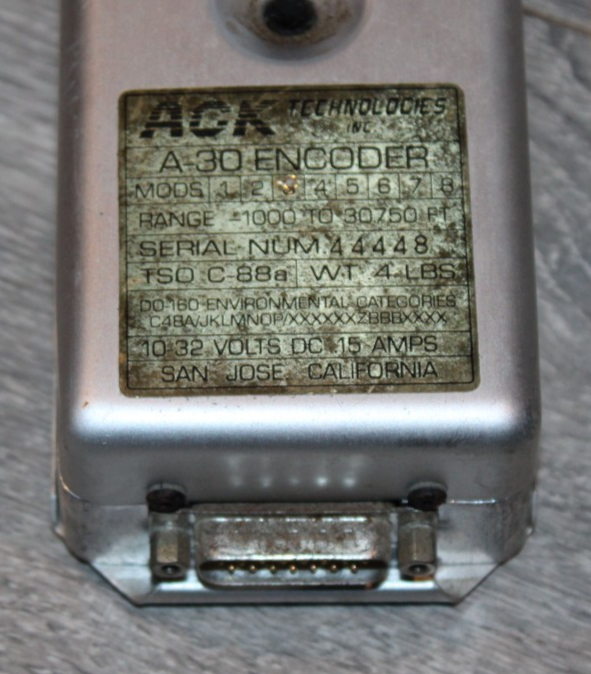 ACK TECHNOLOGIES INC
A-30 ENCODER
MODS 1 2 3 4 5 6 7 8
RANGE -1000 TO 30750 FT
SERIAL NUM. 44448
TSO C-88a WT .4 LBS
DO-160 ENVIRONMENTAL CATEGORIES
C4BA/JKLMNOP/XXXXXXZBBBXXXX
10-32 VOLTS DC .15 AMPS
SAN JOSE, CALIFORNIA